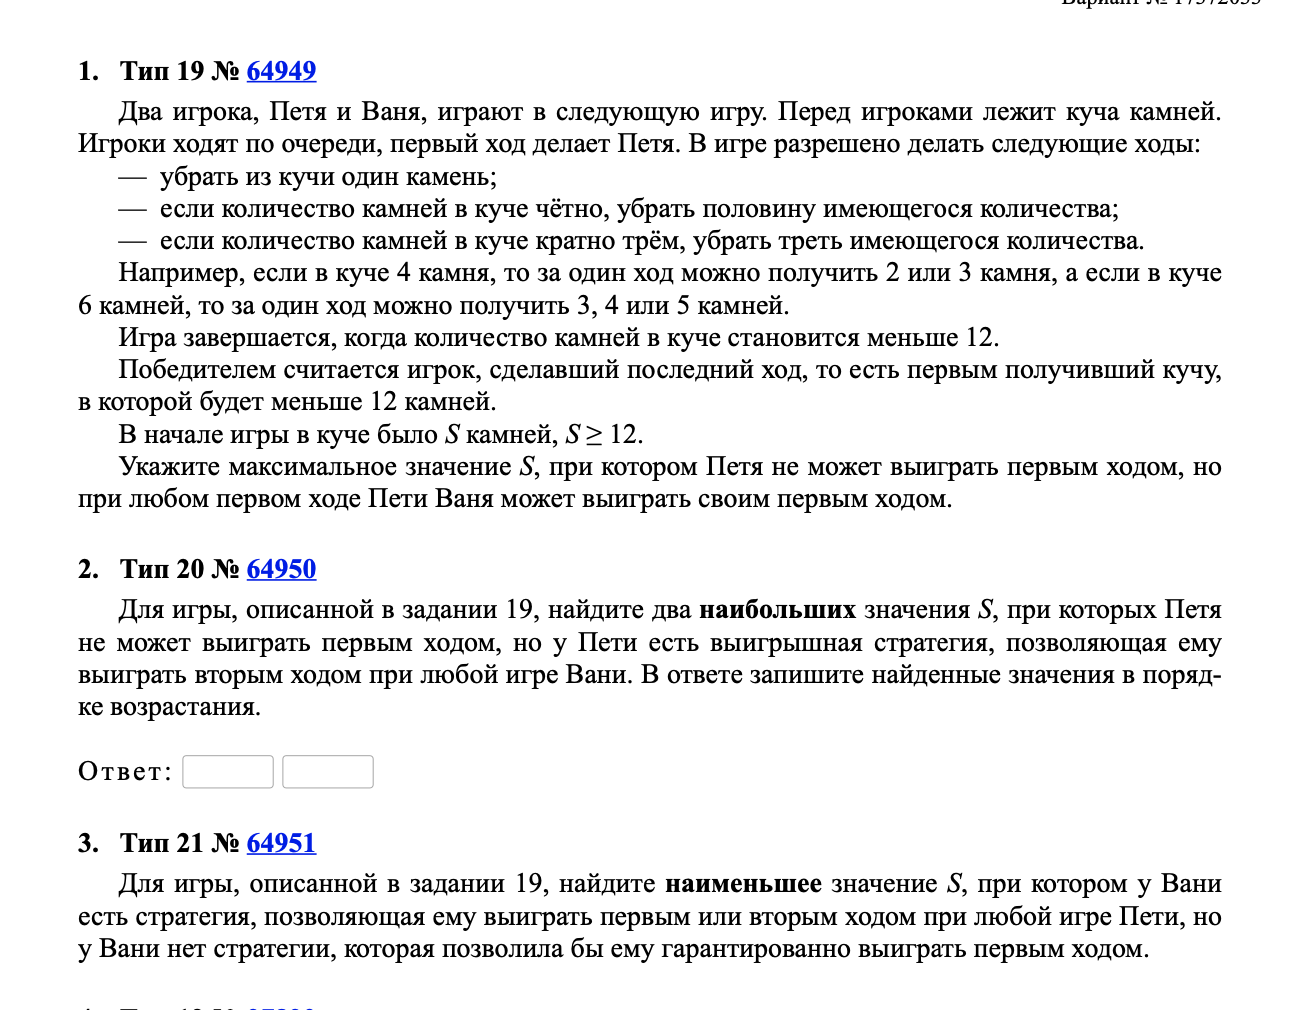 1. Тип 19 № 64949
Два игрока, Петя и Ваня, играют в следующую игру. Перед игроками лежит куча камней.
Игроки ходят по очереди, первый ход делает Петя. В игре разрешено делать следующие ходы:
— убрать из кучи один камень;
— если количество камней в куче чётно, убрать половину имеющегося количества;
— если количество камней в куче кратно трём, убрать треть имеющегося количества.
Например, если в куче 4 камня, то за один ход можно получить 2 или 3 камня, а если в куче
6 камней, то за один ход можно получить 3, 4 или 5 камней.
Игра завершается, когда количество камней в куче становится меньше 12.
Победителем считается игрок, сделавший последний ход, то есть первым получивший кучу,
в которой будет меньше 12 камней.
В начале игры в куче было S камней, S ≥ 12.
Укажите максимальное значение S, при котором Петя не может выиграть первым ходом, но
при любом первом ходе Пети Ваня может выиграть своим первым ходом.
2. Тип 20 № 64950
Для игры, описанной в задании 19, найдите два наибольших значения S, при которых Петя
не может выиграть первым ходом, но у Пети есть выигрышная стратегия, позволяющая ему
выиграть вторым ходом при любой игре Вани. В ответе запишите найденные значения в поряд-
ке возрастания.
Ответ:
3. Тип 21 № 64951
Для игры, описанной в задании 19, найдите наименьшее значение S, при котором у Вани
есть стратегия, позволяющая ему выиграть первым или вторым ходом при любой игре Пети, но
у Вани нет стратегии, которая позволила бы ему гарантированно выиграть первым ходом.